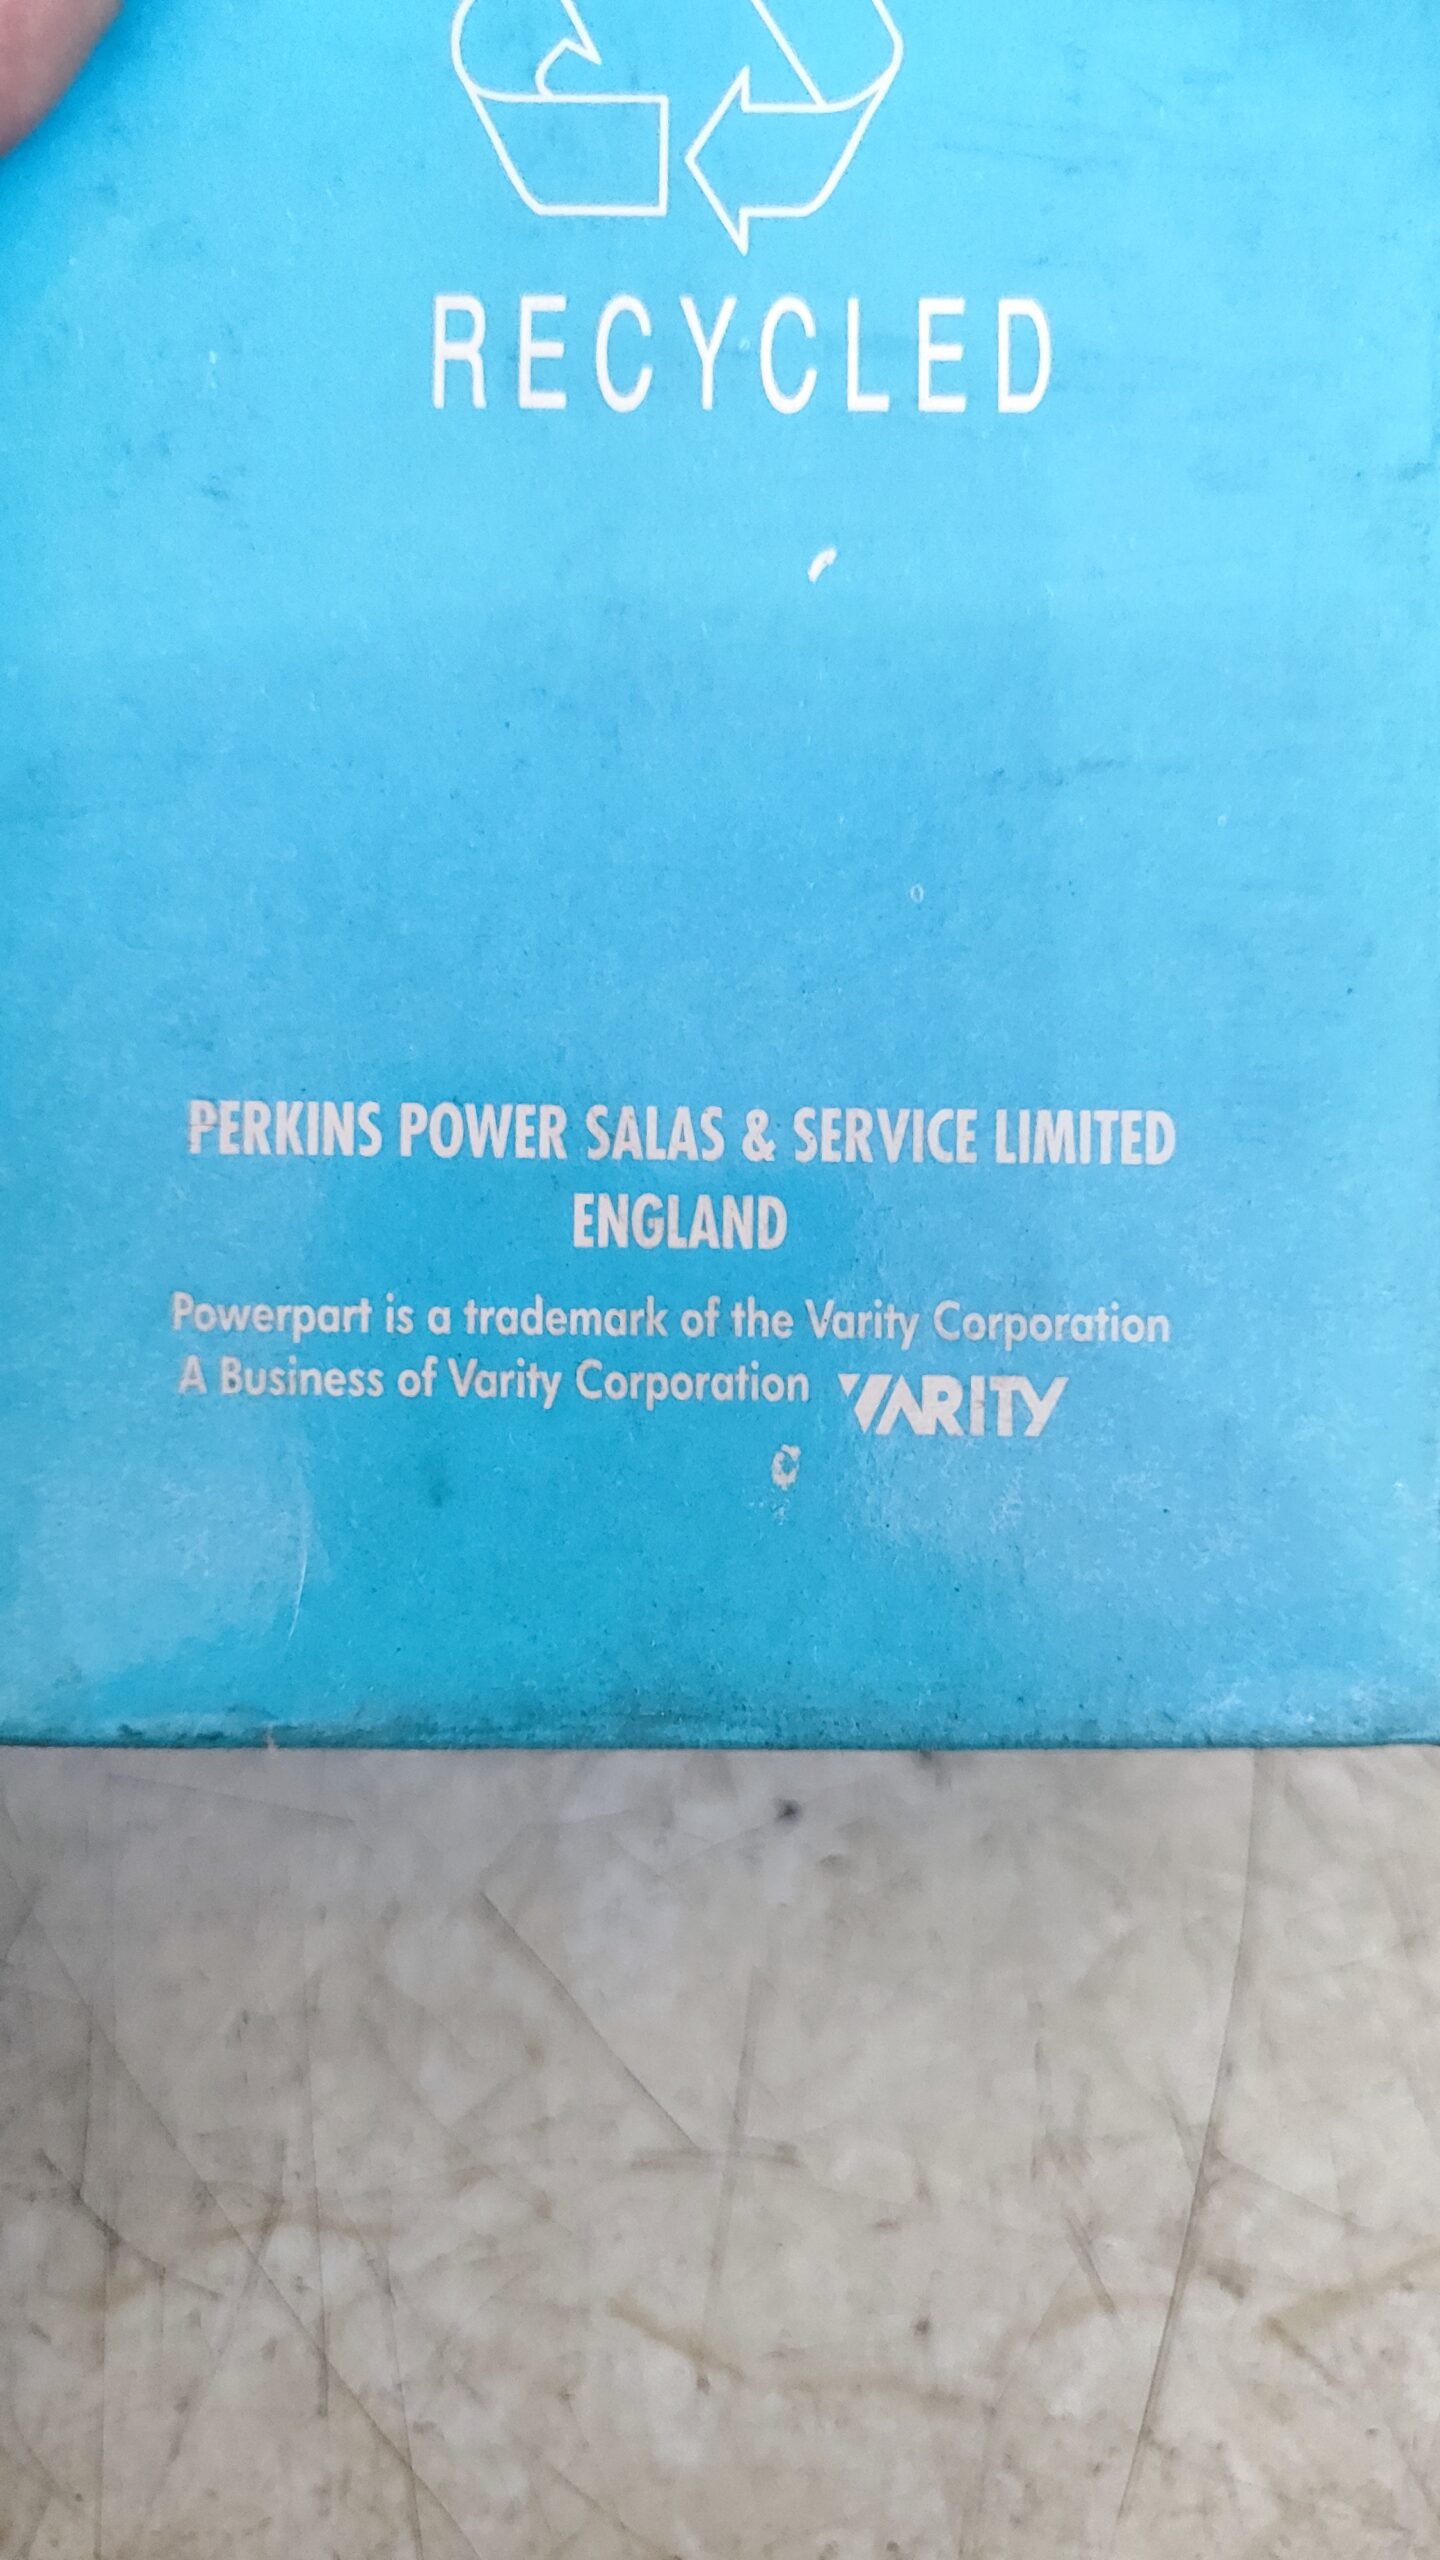 RECYCLED
PERKINS POWER SALAS & SERVICE LIMITED
ENGLAND
Powerpart is a trademark of the Varity Corporation
A Business of Varity Corporation VARITY